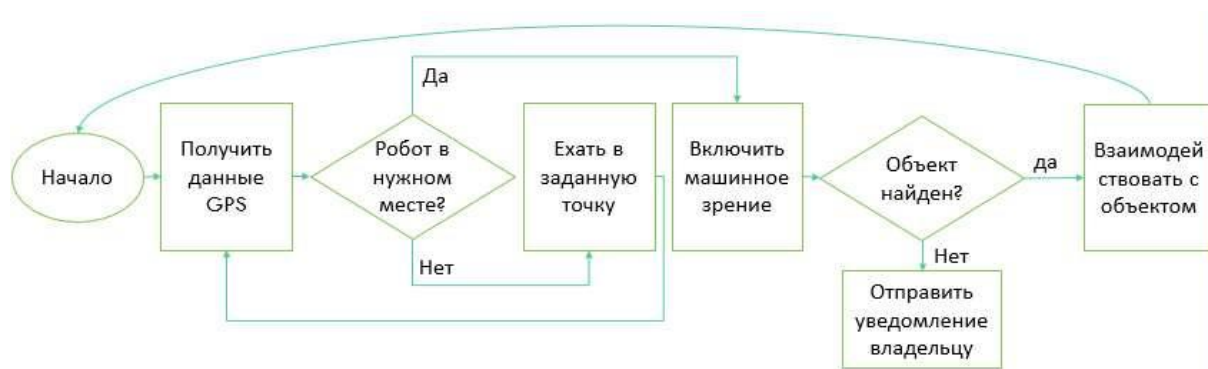 Начало
Получить
данные
GPS
Робот в
нужном
месте?
Да
Нет
Ехать в
заданную
точку
Включить
машинное
зрение
Объект
найден?
да
Нет
Взаимодей
ствовать с
объектом
Отправить
уведомление
владельцу